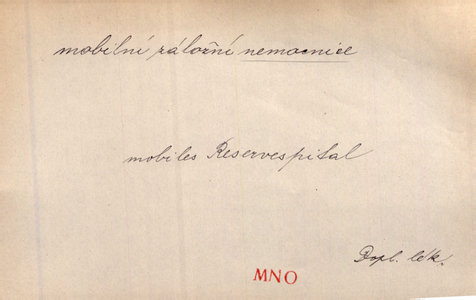 mobilní záložní nemocnice
mobiles Reservespital
Dopl. lék.
MNO